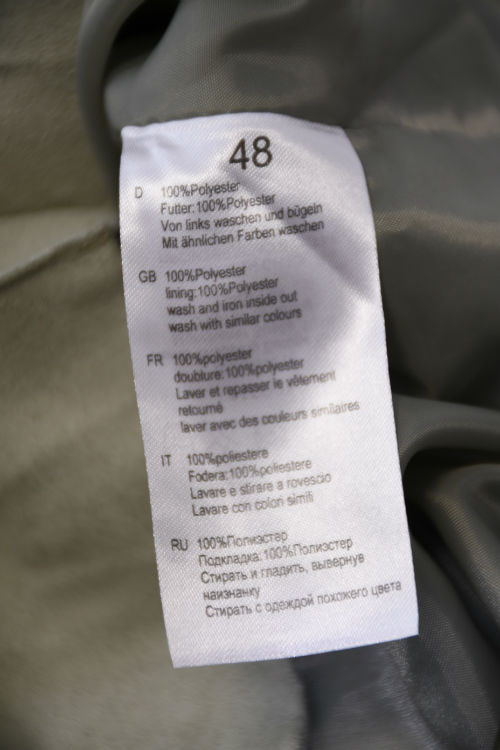 48
D 100%Polyester
Futter:100%Polyester
Von links waschen und bügeln
Mit ähnlichen Farben waschen
GB 100%Polyester
lining:100%Polyester
wash and iron inside out
wash with similar colours
FR 100%polyester
doublure:100%polyester
Laver et repasser le vêtement
retourné
laver avec des couleurs similaires
IT 100%poliestere
Fodera:100%poliestere
Lavare e stirare a rovescio
Lavare con colori simili
RU 100%Полиэстер
Подкладка:100%Полиэстер
Стирать и гладить, вывернув
наизнанку
Стирать с одеждой похожего цвета